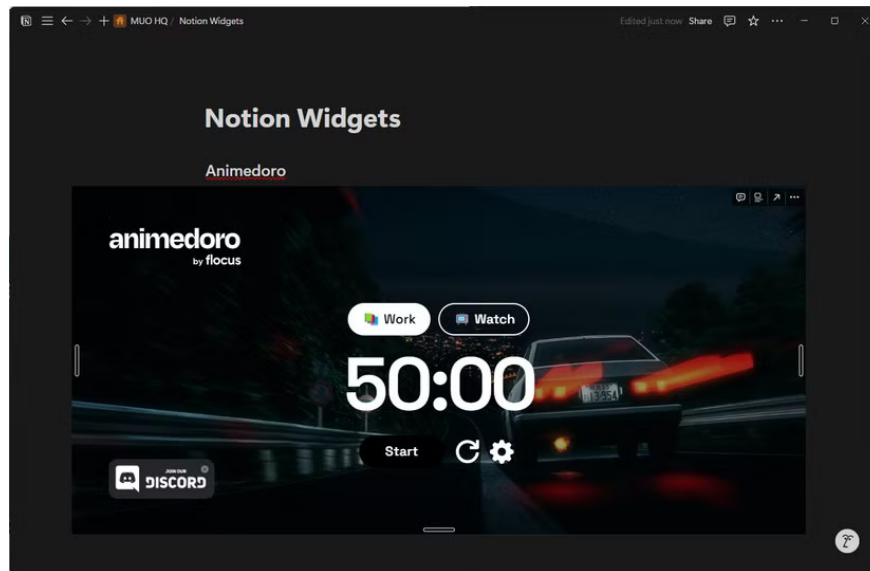 MUO HQ / Notion Widgets
Edited just now Share
Notion Widgets
Animedoro
animedoro
by flocus
Work Watch
50:00
Start
JOIN OUR
DISCORD
13954